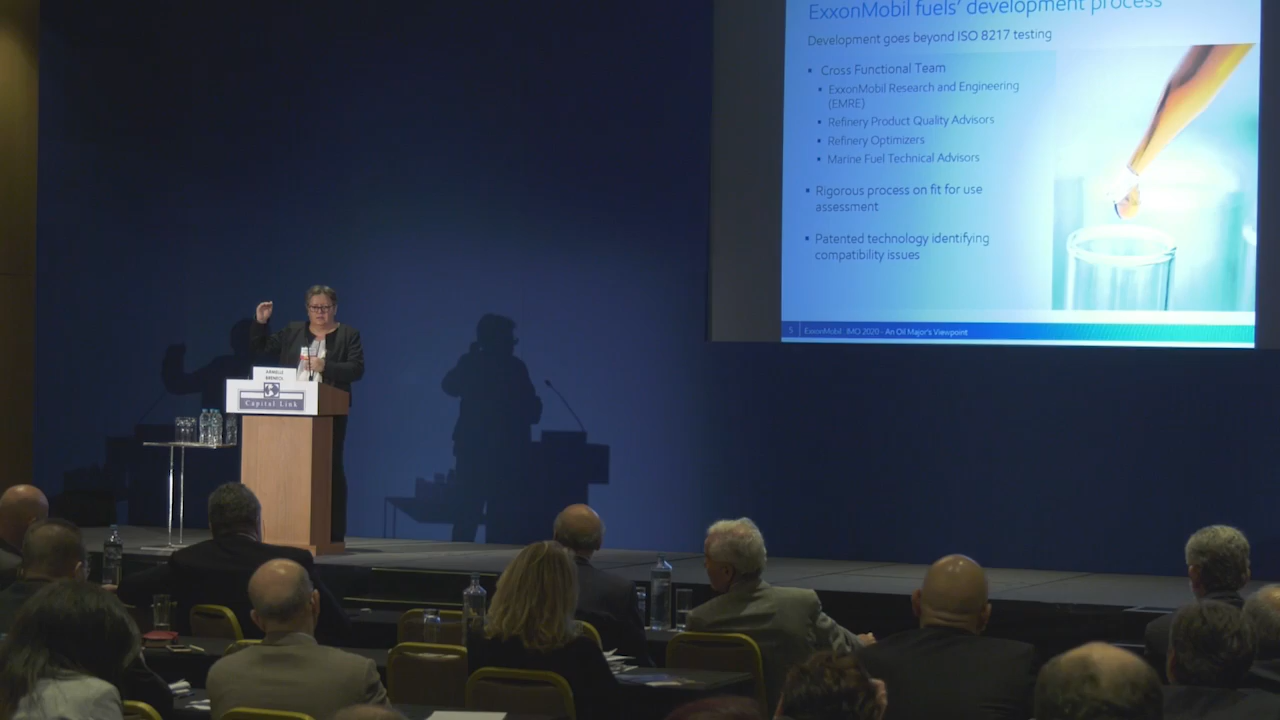 ExxonMobil fuels' development process
Development goes beyond ISO 8217 testing
▪ Cross Functional Team
▪ ExxonMobil Research and Engineering
(EMRE)
▪ Refinery Product Quality Advisors
▪ Refinery Optimizers
▪ Marine Fuel Technical Advisors
▪ Rigorous process on fit for use
assessment
▪ Patented technology identifying
compatibility issues
5 ExxonMobil IMO 2020 - An Oil Major's Viewpoint
Capital Link